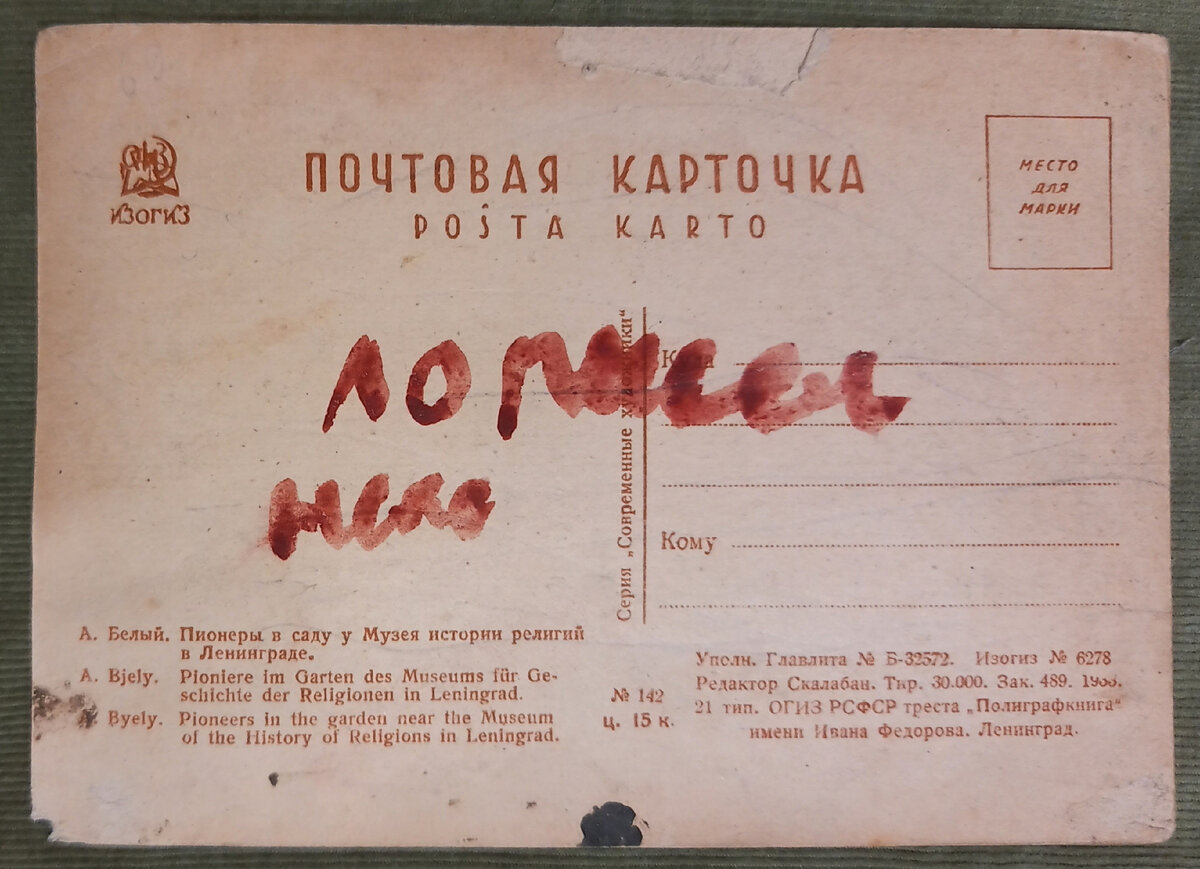 ИЗОГИЗ
ПОЧТОВАЯ КАРТОЧКА
POŜTA KARTO
МЕСТО
ДЛЯ
МАРКИ
Серия „Современные художники“
Куда
Кому
А. Белый. Пионеры в саду у Музея истории религий
в Ленинграде.
A. Bjely. Pioniere im Garten des Museums für Ge-
schichte der Religionen in Leningrad.
A. Byely. Pioneers in the garden near the Museum
of the History of Religions in Leningrad.
№ 142
ц. 15 к.
Уполн. Главлита № Б-32572. Изогиз № 6278
Редактор Скалабан. Тир. 30.000. Зак. 489.
21 тип. ОГИЗ РСФСР треста „Полиграфкнига“
имени Ивана Федорова. Ленинград.